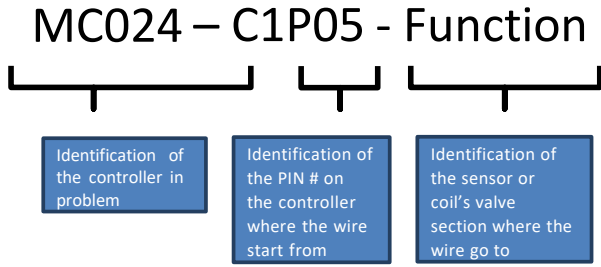 MC024 – C1P05 - Function
Identification of
the controller in
problem
Identification of
the PIN # on
the controller
where the wire
start from
Identification of
the sensor or
coil's valve
section where the
wire go to